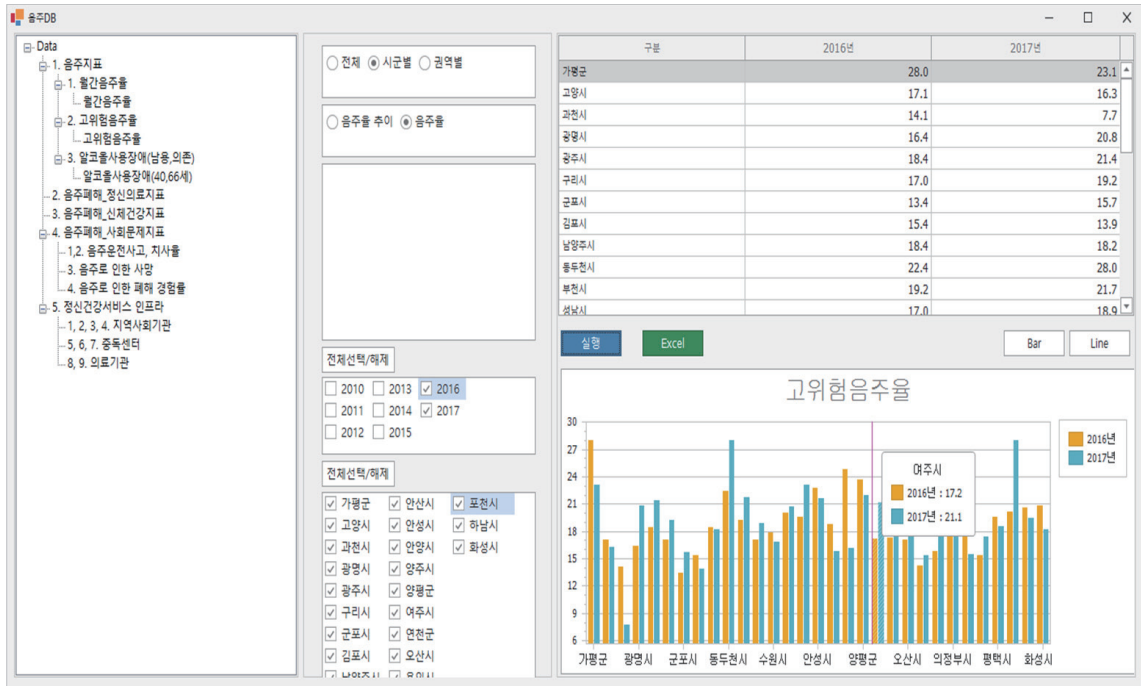 음주DB
Data
1. 음주지표
1. 월간음주율
월간음주율
2. 고위험음주율
고위험음주율
3. 알코올사용장애(남용,의존)
알코올사용장애(40,66세)
2. 음주폐해_정신의료지표
3. 음주폐해_신체건강지표
4. 음주폐해_사회문제지표
1,2. 음주운전사고, 치사율
3. 음주로 인한 사망
4. 음주로 인한 폐해 경험률
5. 정신건강서비스 인프라
1, 2, 3, 4. 지역사회기관
5, 6, 7. 중독센터
8, 9. 의료기관
전체 시군별 권역별
음주율 추이 음주율
전체선택/해제
2010 2013 2016
2011 2014 2017
2012 2015
전체선택/해제
가평군 안산시 포천시
고양시 안성시 하남시
과천시 안양시 화성시
광명시 양주시
광주시 양평군
구리시 여주시
군포시 연천군
김포시 오산시
남양주시 용인시
구분 2016년 2017년
가평군 28.0 23.1
고양시 17.1 16.3
과천시 14.1 7.7
광명시 16.4 20.8
광주시 18.4 21.4
구리시 17.0 19.2
군포시 13.4 15.7
김포시 15.4 13.9
남양주시 18.4 18.2
동두천시 22.4 28.0
부천시 19.2 21.7
성남시 17.0 18.9
실행 Excel Bar Line
고위험음주율
30
27
24
21
18
15
12
9
6
여주시
2016년 : 17.2
2017년 : 21.1
2016년
2017년
가평군 광명시 군포시 동두천시 수원시 안성시 양평군 오산시 의정부시 평택시 화성시